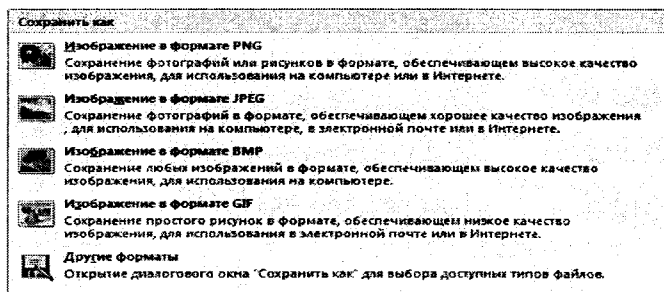 Сохранить как
Изображение в формате PNG
Сохранение фотографий или рисунков в формате, обеспечивающем высокое качество
изображения, для использования на компьютере или в Интернете.
Изображение в формате JPEG
Сохранение фотографий в формате, обеспечивающем хорошее качество изображения
, для использования на компьютере, в электронной почте или в Интернете.
Изображение в формате BMP
Сохранение любых изображений в формате, обеспечивающем высокое качество
изображения, для использования на компьютере.
Изображение в формате GIF
Сохранение простого рисунок в формате, обеспечивающем низкое качество
изображения, для использования в электронной почте или в Интернете.
Другие форматы
Открытие диалогового окна "Сохранить как" для выбора доступных типов файлов.